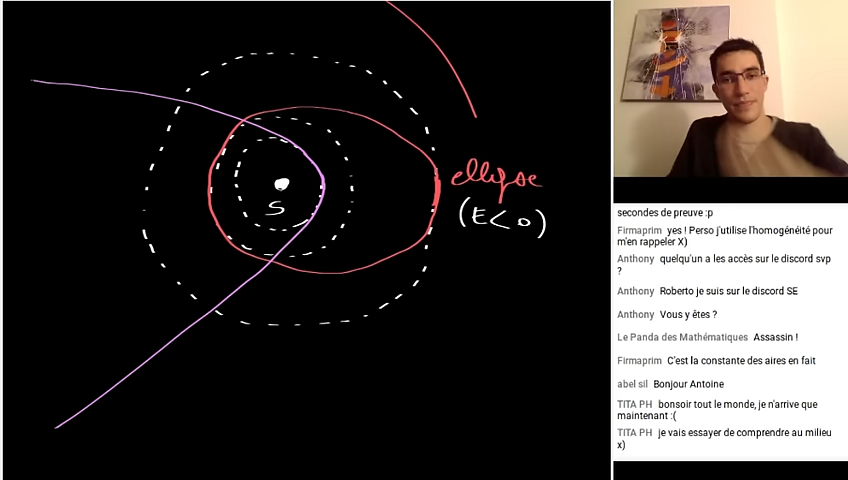 ellipse
(E<0)
S
secondes de preuve :p
Firmaprim yes ! Perso j'utilise l'homogénéité pour
m'en rappeler X)
Anthony quelqu'un a les accès sur le discord svp
?
Anthony Roberto je suis sur le discord SE
Anthony Vous y êtes ?
Le Panda des Mathématiques Assassin !
Firmaprim C'est la constante des aires en fait
abel sil Bonjour Antoine
TITA PH bonsoir tout le monde, je n'arrive que
maintenant :(
TITA PH je vais essayer de comprendre au milieu
x)